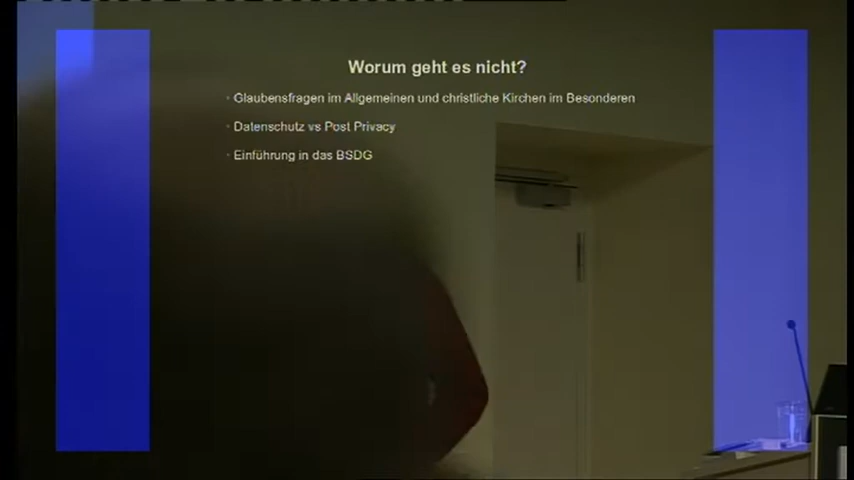 Worum geht es nicht?
· Glaubensfragen im Allgemeinen und christliche Kirchen im Besonderen
· Datenschutz vs Post Privacy
· Einführung in das BSDG